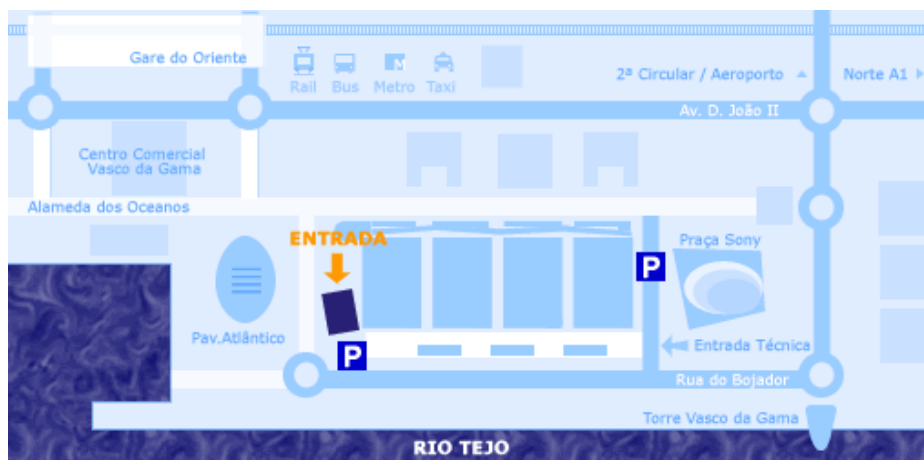 Gare do Oriente
Rail Bus Metro Taxi
2ª Circular / Aeroporto
Norte A1
Av. D. João II
Centro Comercial
Vasco da Gama
Alameda dos Oceanos
ENTRADA
Praça Sony
P
Pav.Atlântico
Entrada Técnica
P
Rua do Bojador
Torre Vasco da Gama
RIO TEJO